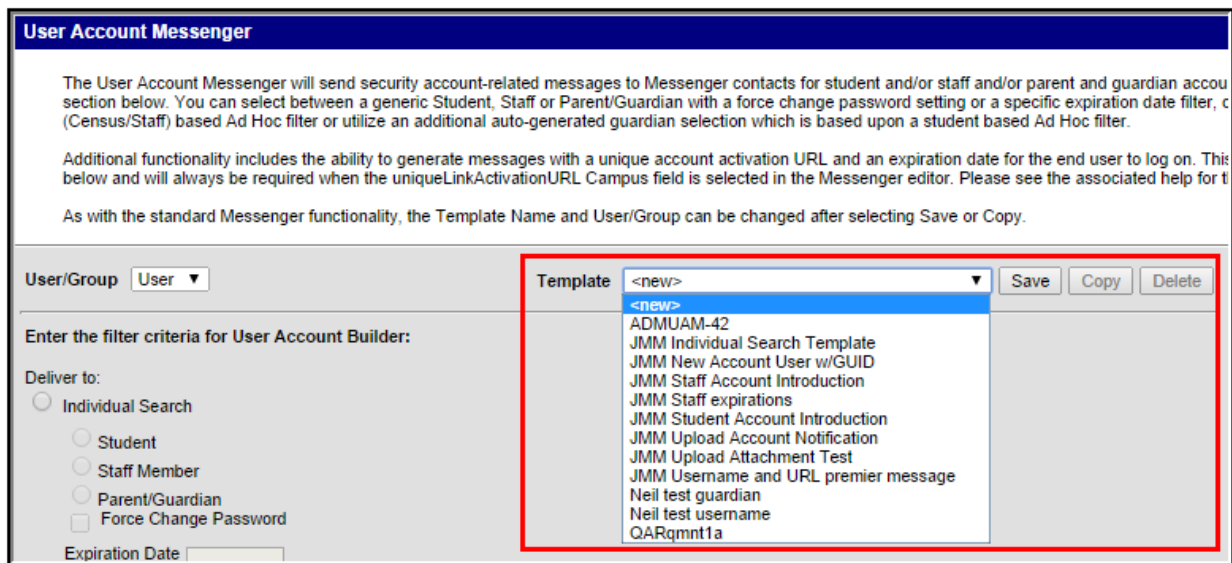 User Account Messenger
The User Account Messenger will send security account-related messages to Messenger contacts for student and/or staff and/or parent and guardian accou
section below. You can select between a generic Student, Staff or Parent/Guardian with a force change password setting or a specific expiration date filter, c
(Census/Staff) based Ad Hoc filter or utilize an additional auto-generated guardian selection which is based upon a student based Ad Hoc filter.
Additional functionality includes the ability to generate messages with a unique account activation URL and an expiration date for the end user to log on. This
below and will always be required when the uniqueLinkActivationURL Campus field is selected in the Messenger editor. Please see the associated help for t
As with the standard Messenger functionality, the Template Name and User/Group can be changed after selecting Save or Copy.
User/Group User Template <new> Save Copy Delete
<new>
ADMUAM-42
JMM Individual Search Template
JMM New Account User w/GUID
JMM Staff Account Introduction
JMM Staff expirations
JMM Student Account Introduction
JMM Upload Account Notification
JMM Upload Attachment Test
JMM Username and URL premier message
Neil test guardian
Neil test username
QARqmnt1a
Enter the filter criteria for User Account Builder:
Deliver to:
Individual Search
Student
Staff Member
Parent/Guardian
Force Change Password
Expiration Date